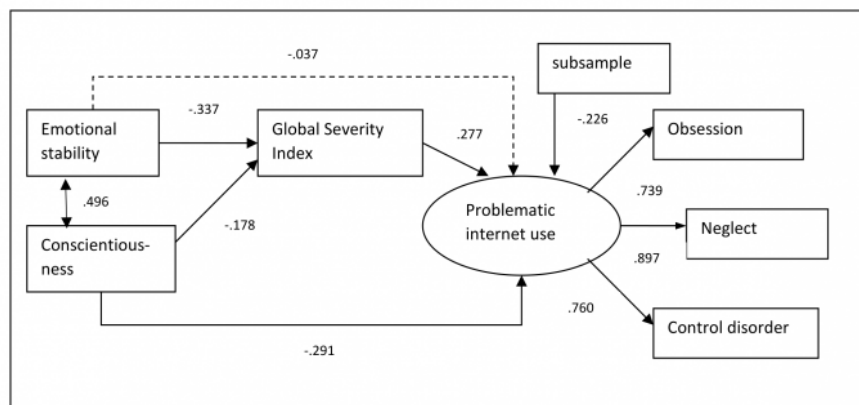 -.037
subsample
Emotional
stability
-.337
Global Severity
Index
.277
-.226
Obsession
.496
-.178
Problematic
internet use
.739
Neglect
.897
Conscientious-
ness
.760
Control disorder
-.291